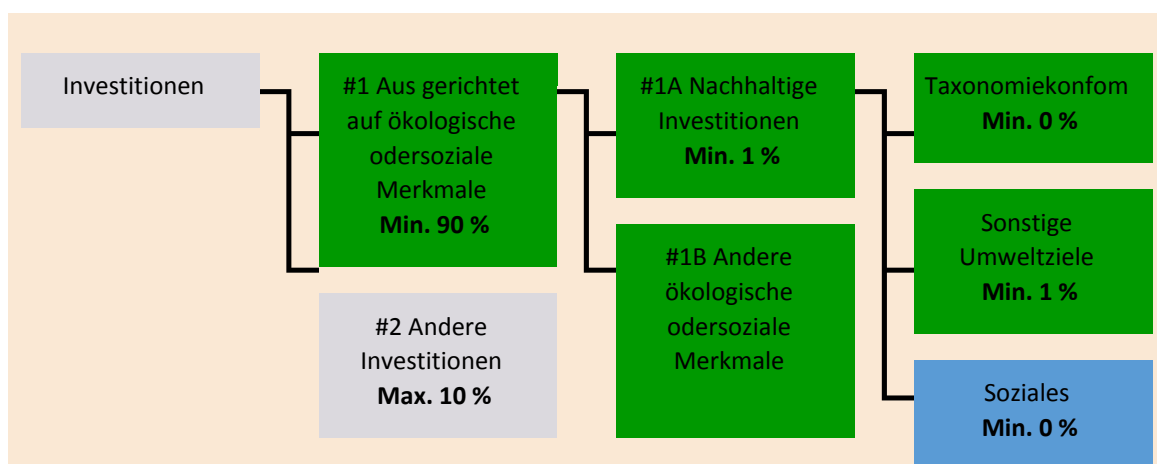 Investitionen
#1 Aus gerichtet
auf ökologische
odersoziale
Merkmale
Min. 90 %
#2 Andere
Investitionen
Max. 10 %
#1A Nachhaltige
Investitionen
Min. 1 %
#1B Andere
ökologische
odersoziale
Merkmale
Taxonomiekonfom
Min. 0 %
Sonstige
Umweltziele
Min. 1 %
Soziales
Min. 0 %